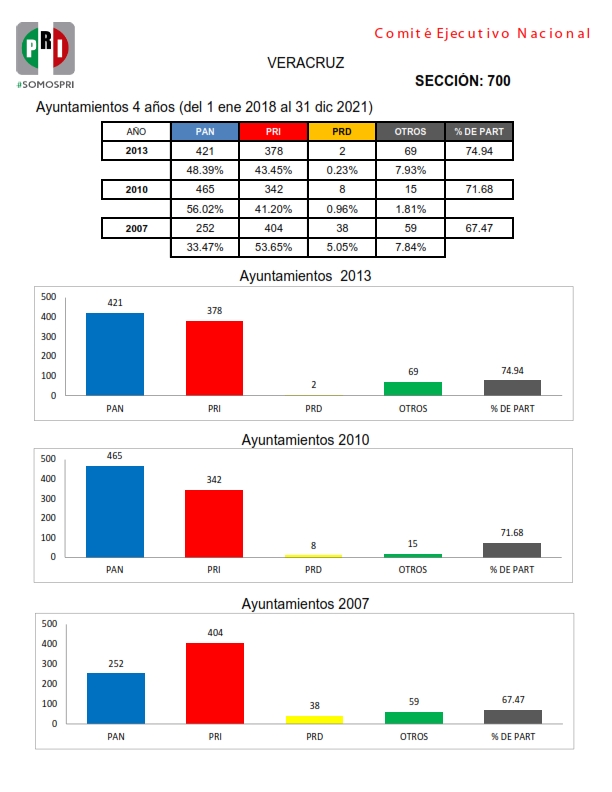 Comité Ejecutivo Nacional
PRI
#SOMOSPRI
VERACRUZ
SECCIÓN: 700
Ayuntamientos 4 años (del 1 ene 2018 al 31 dic 2021)
AÑO PAN PRI PRD OTROS % DE PART
2013 421 378 2 69 74.94
48.39% 43.45% 0.23% 7.93%
2010 465 342 8 15 71.68
56.02% 41.20% 0.96% 1.81%
2007 252 404 38 59 67.47
33.47% 53.65% 5.05% 7.84%
Ayuntamientos 2013
500
400
300
200
100
0
421 378 2 69 74.94
PAN PRI PRD OTROS % DE PART
Ayuntamientos 2010
500
400
300
200
100
0
465 342 8 15 71.68
PAN PRI PRD OTROS % DE PART
Ayuntamientos 2007
500
400
300
200
100
0
252 404 38 59 67.47
PAN PRI PRD OTROS % DE PART